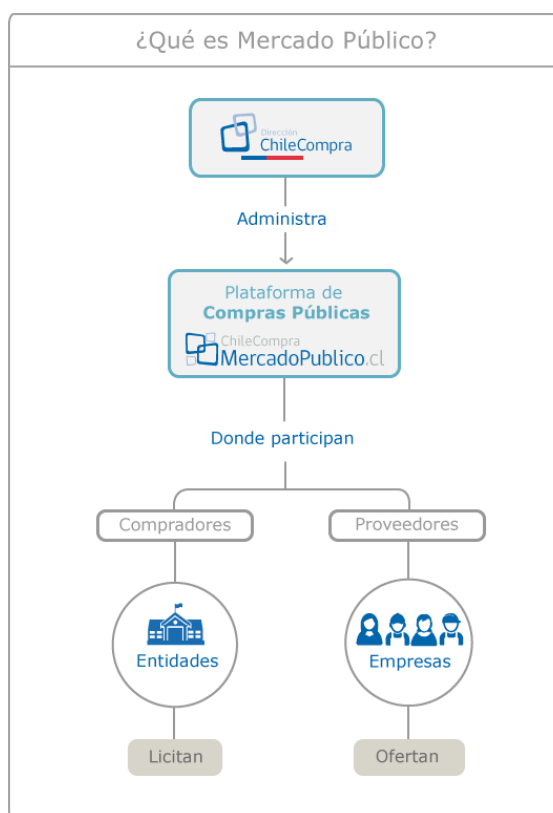 ¿Qué es Mercado Público?
Dirección
ChileCompra
Administra
Plataforma de
Compras Públicas
ChileCompra
MercadoPublico.cl
Donde participan
Compradores
Proveedores
Entidades
Empresas
Licitan
Ofertan